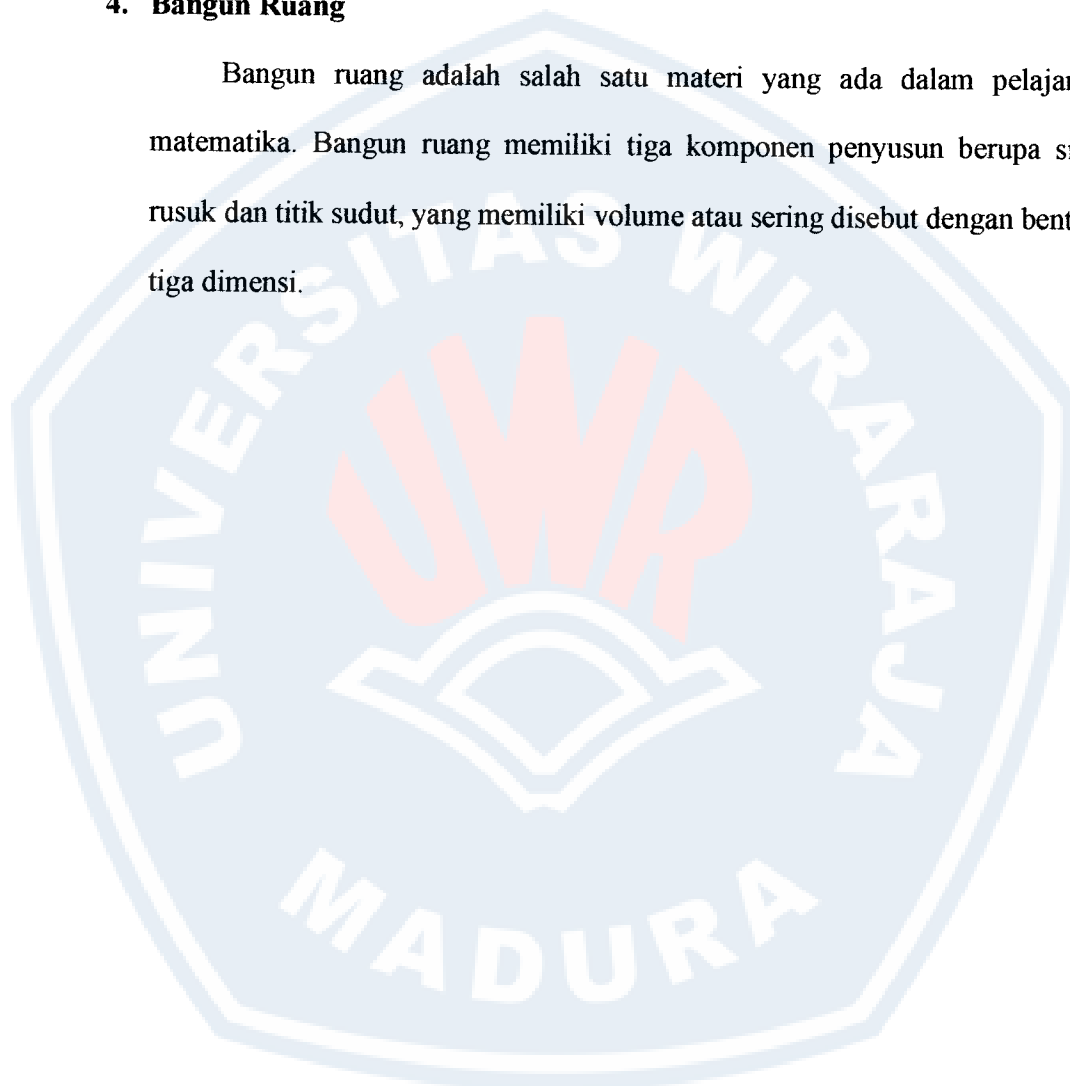 4. Bangun Ruang
Bangun ruang adalah salah satu materi yang ada dalam
matematika. Bangun ruang memiliki tiga komponen penyusun berupa
rusuk dan titik sudut, yang memiliki volume atau sering disebut dengan
tiga dimensi.
UNIVERSITAS WIRARAJA
UWR
MADURA